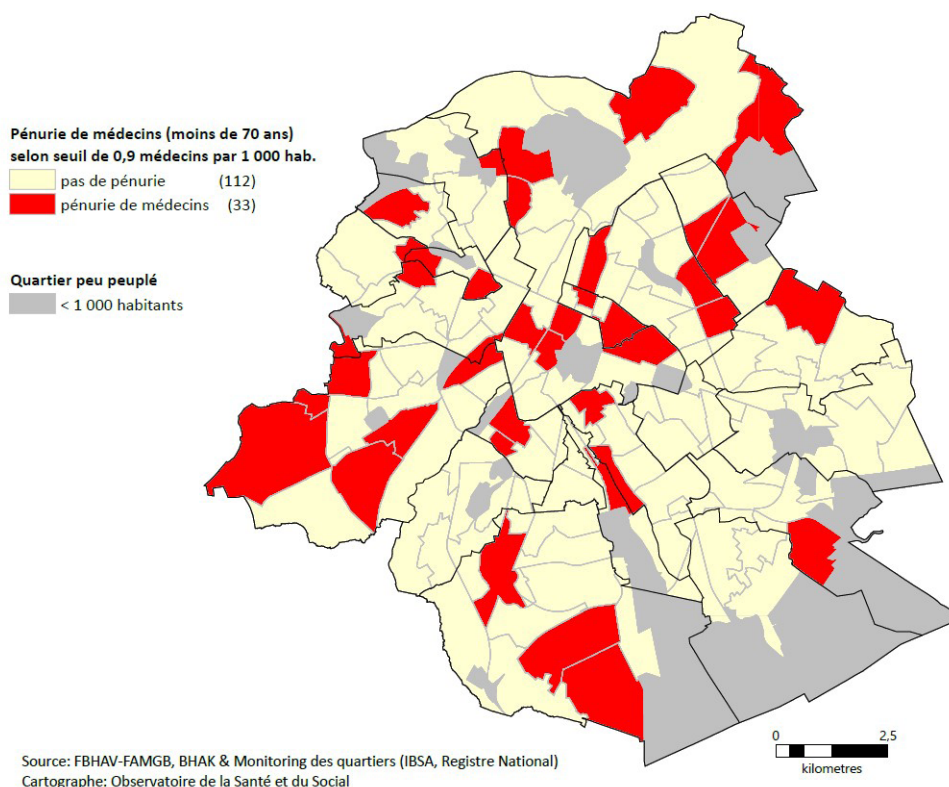 Pénurie de médecins (moins de 70 ans)
selon seuil de 0,9 médecins par 1 000 hab.
pas de pénurie (112)
pénurie de médecins (33)
Quartier peu peuplé
< 1 000 habitants
0 2,5
kilometres
Source: FBHAV-FAMGB, BHAK & Monitoring des quartiers (IBSA, Registre National)
Cartographe: Observatoire de la Santé et du Social